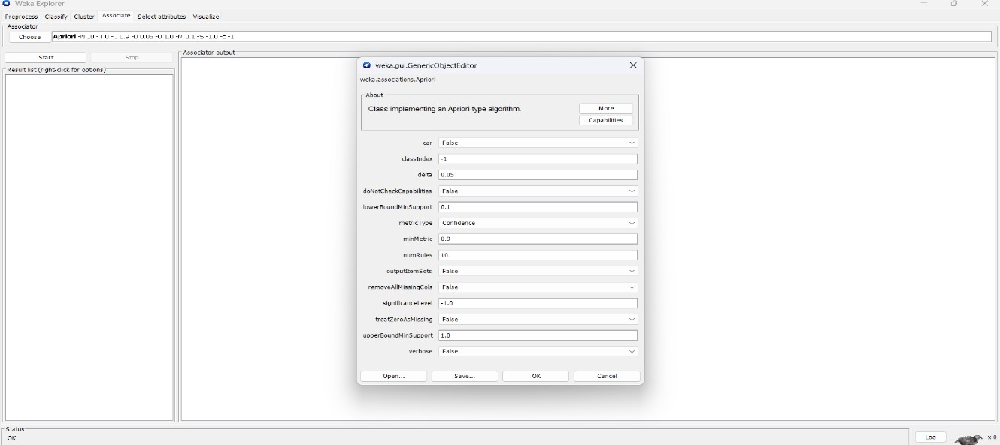 Weka Explorer
Preprocess Classify Cluster Associate Select attributes Visualize
Associator
Choose Apriori -N 10 -T 0 -C 0.9 -D 0.05 -U 1.0 -M 0.1 -S -1.0 -c -1
Start Stop
Result list (right-click for options)
Associator output
weka.gui.GenericObjectEditor
weka.associations.Apriori
About
Class implementing an Apriori-type algorithm.
More
Capabilities
car False
classIndex -1
delta 0.05
doNotCheckCapabilities False
lowerBoundMinSupport 0.1
metricType Confidence
minMetric 0.9
numRules 10
outputItemSets False
removeAllMissingCols False
significanceLevel -1.0
treatZeroAsMissing False
upperBoundMinSupport 1.0
verbose False
Open... Save... OK Cancel
Status
OK
Log x 0